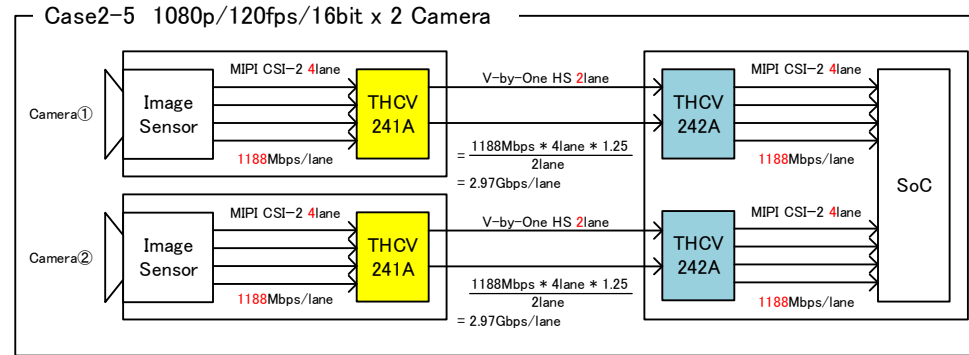 Case2-5 1080p/120fps/16bit x 2 Camera
Camera①
Image
Sensor
MIPI CSI-2 4lane
1188Mbps/lane
THCV
241A
V-by-One HS 2lane
= 1188Mbps * 4lane * 1.25
2lane
= 2.97Gbps/lane
THCV
242A
MIPI CSI-2 4lane
1188Mbps/lane
SoC
Camera②
Image
Sensor
MIPI CSI-2 4lane
1188Mbps/lane
THCV
241A
V-by-One HS 2lane
= 1188Mbps * 4lane * 1.25
2lane
= 2.97Gbps/lane
THCV
242A
MIPI CSI-2 4lane
1188Mbps/lane